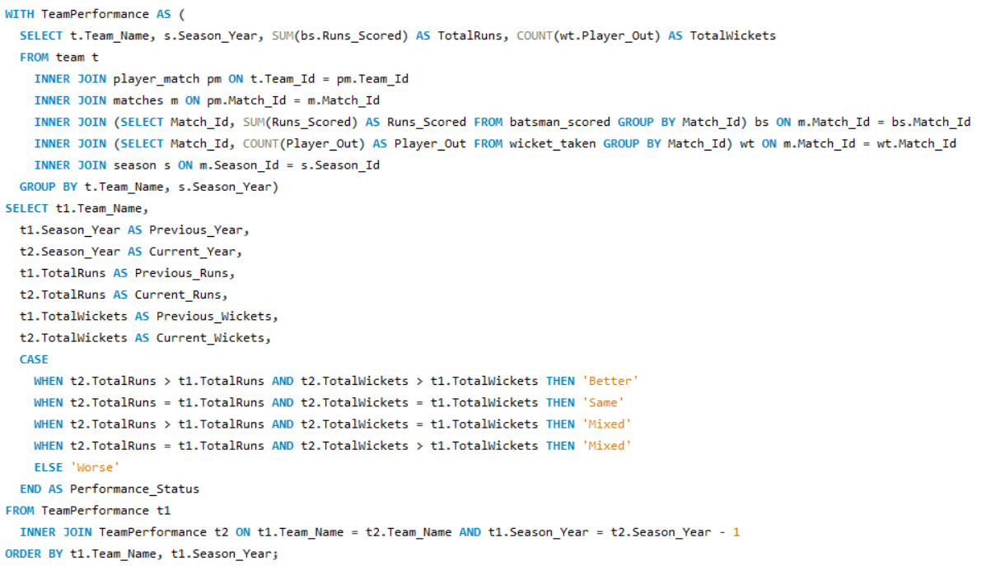 WITH TeamPerformance AS (
  SELECT t.Team_Name, s.Season_Year, SUM(bs.Runs_Scored) AS TotalRuns, COUNT(wt.Player_Out) AS TotalWickets
  FROM team t
    INNER JOIN player_match pm ON t.Team_Id = pm.Team_Id
    INNER JOIN matches m ON pm.Match_Id = m.Match_Id
    INNER JOIN (SELECT Match_Id, SUM(Runs_Scored) AS Runs_Scored FROM batsman_scored GROUP BY Match_Id) bs ON m.Match_Id = bs.Match_Id
    INNER JOIN (SELECT Match_Id, COUNT(Player_Out) AS Player_Out FROM wicket_taken GROUP BY Match_Id) wt ON m.Match_Id = wt.Match_Id
    INNER JOIN season s ON m.Season_Id = s.Season_Id
  GROUP BY t.Team_Name, s.Season_Year)
SELECT t1.Team_Name,
  t1.Season_Year AS Previous_Year,
  t2.Season_Year AS Current_Year,
  t1.TotalRuns AS Previous_Runs,
  t2.TotalRuns AS Current_Runs,
  t1.TotalWickets AS Previous_Wickets,
  t2.TotalWickets AS Current_Wickets,
  CASE
    WHEN t2.TotalRuns > t1.TotalRuns AND t2.TotalWickets > t1.TotalWickets THEN 'Better'
    WHEN t2.TotalRuns = t1.TotalRuns AND t2.TotalWickets = t1.TotalWickets THEN 'Same'
    WHEN t2.TotalRuns > t1.TotalRuns AND t2.TotalWickets = t1.TotalWickets THEN 'Mixed'
    WHEN t2.TotalRuns = t1.TotalRuns AND t2.TotalWickets > t1.TotalWickets THEN 'Mixed'
    ELSE 'Worse'
  END AS Performance_Status
FROM TeamPerformance t1
  INNER JOIN TeamPerformance t2 ON t1.Team_Name = t2.Team_Name AND t1.Season_Year = t2.Season_Year - 1
ORDER BY t1.Team_Name, t1.Season_Year;